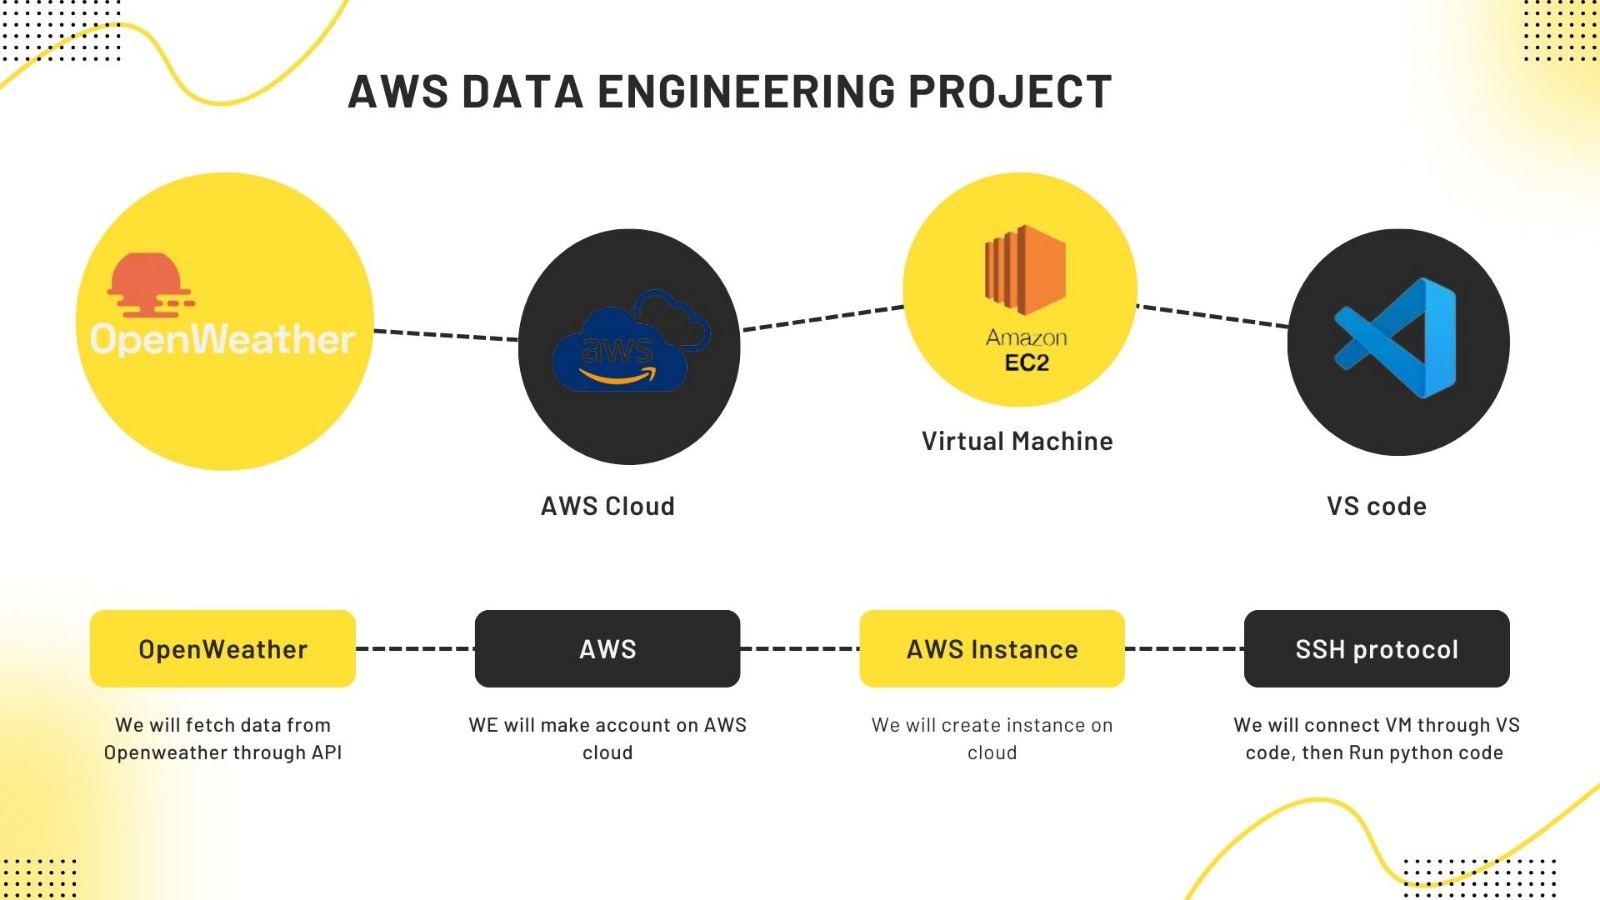 AWS DATA ENGINEERING PROJECT
OpenWeather
aws
Amazon
EC2
Virtual Machine
AWS Cloud
VS code
OpenWeather
AWS
AWS Instance
SSH protocol
We will fetch data from
Openweather through API
WE will make account on AWS
cloud
We will create instance on
cloud
We will connect VM through VS
code, then Run python code